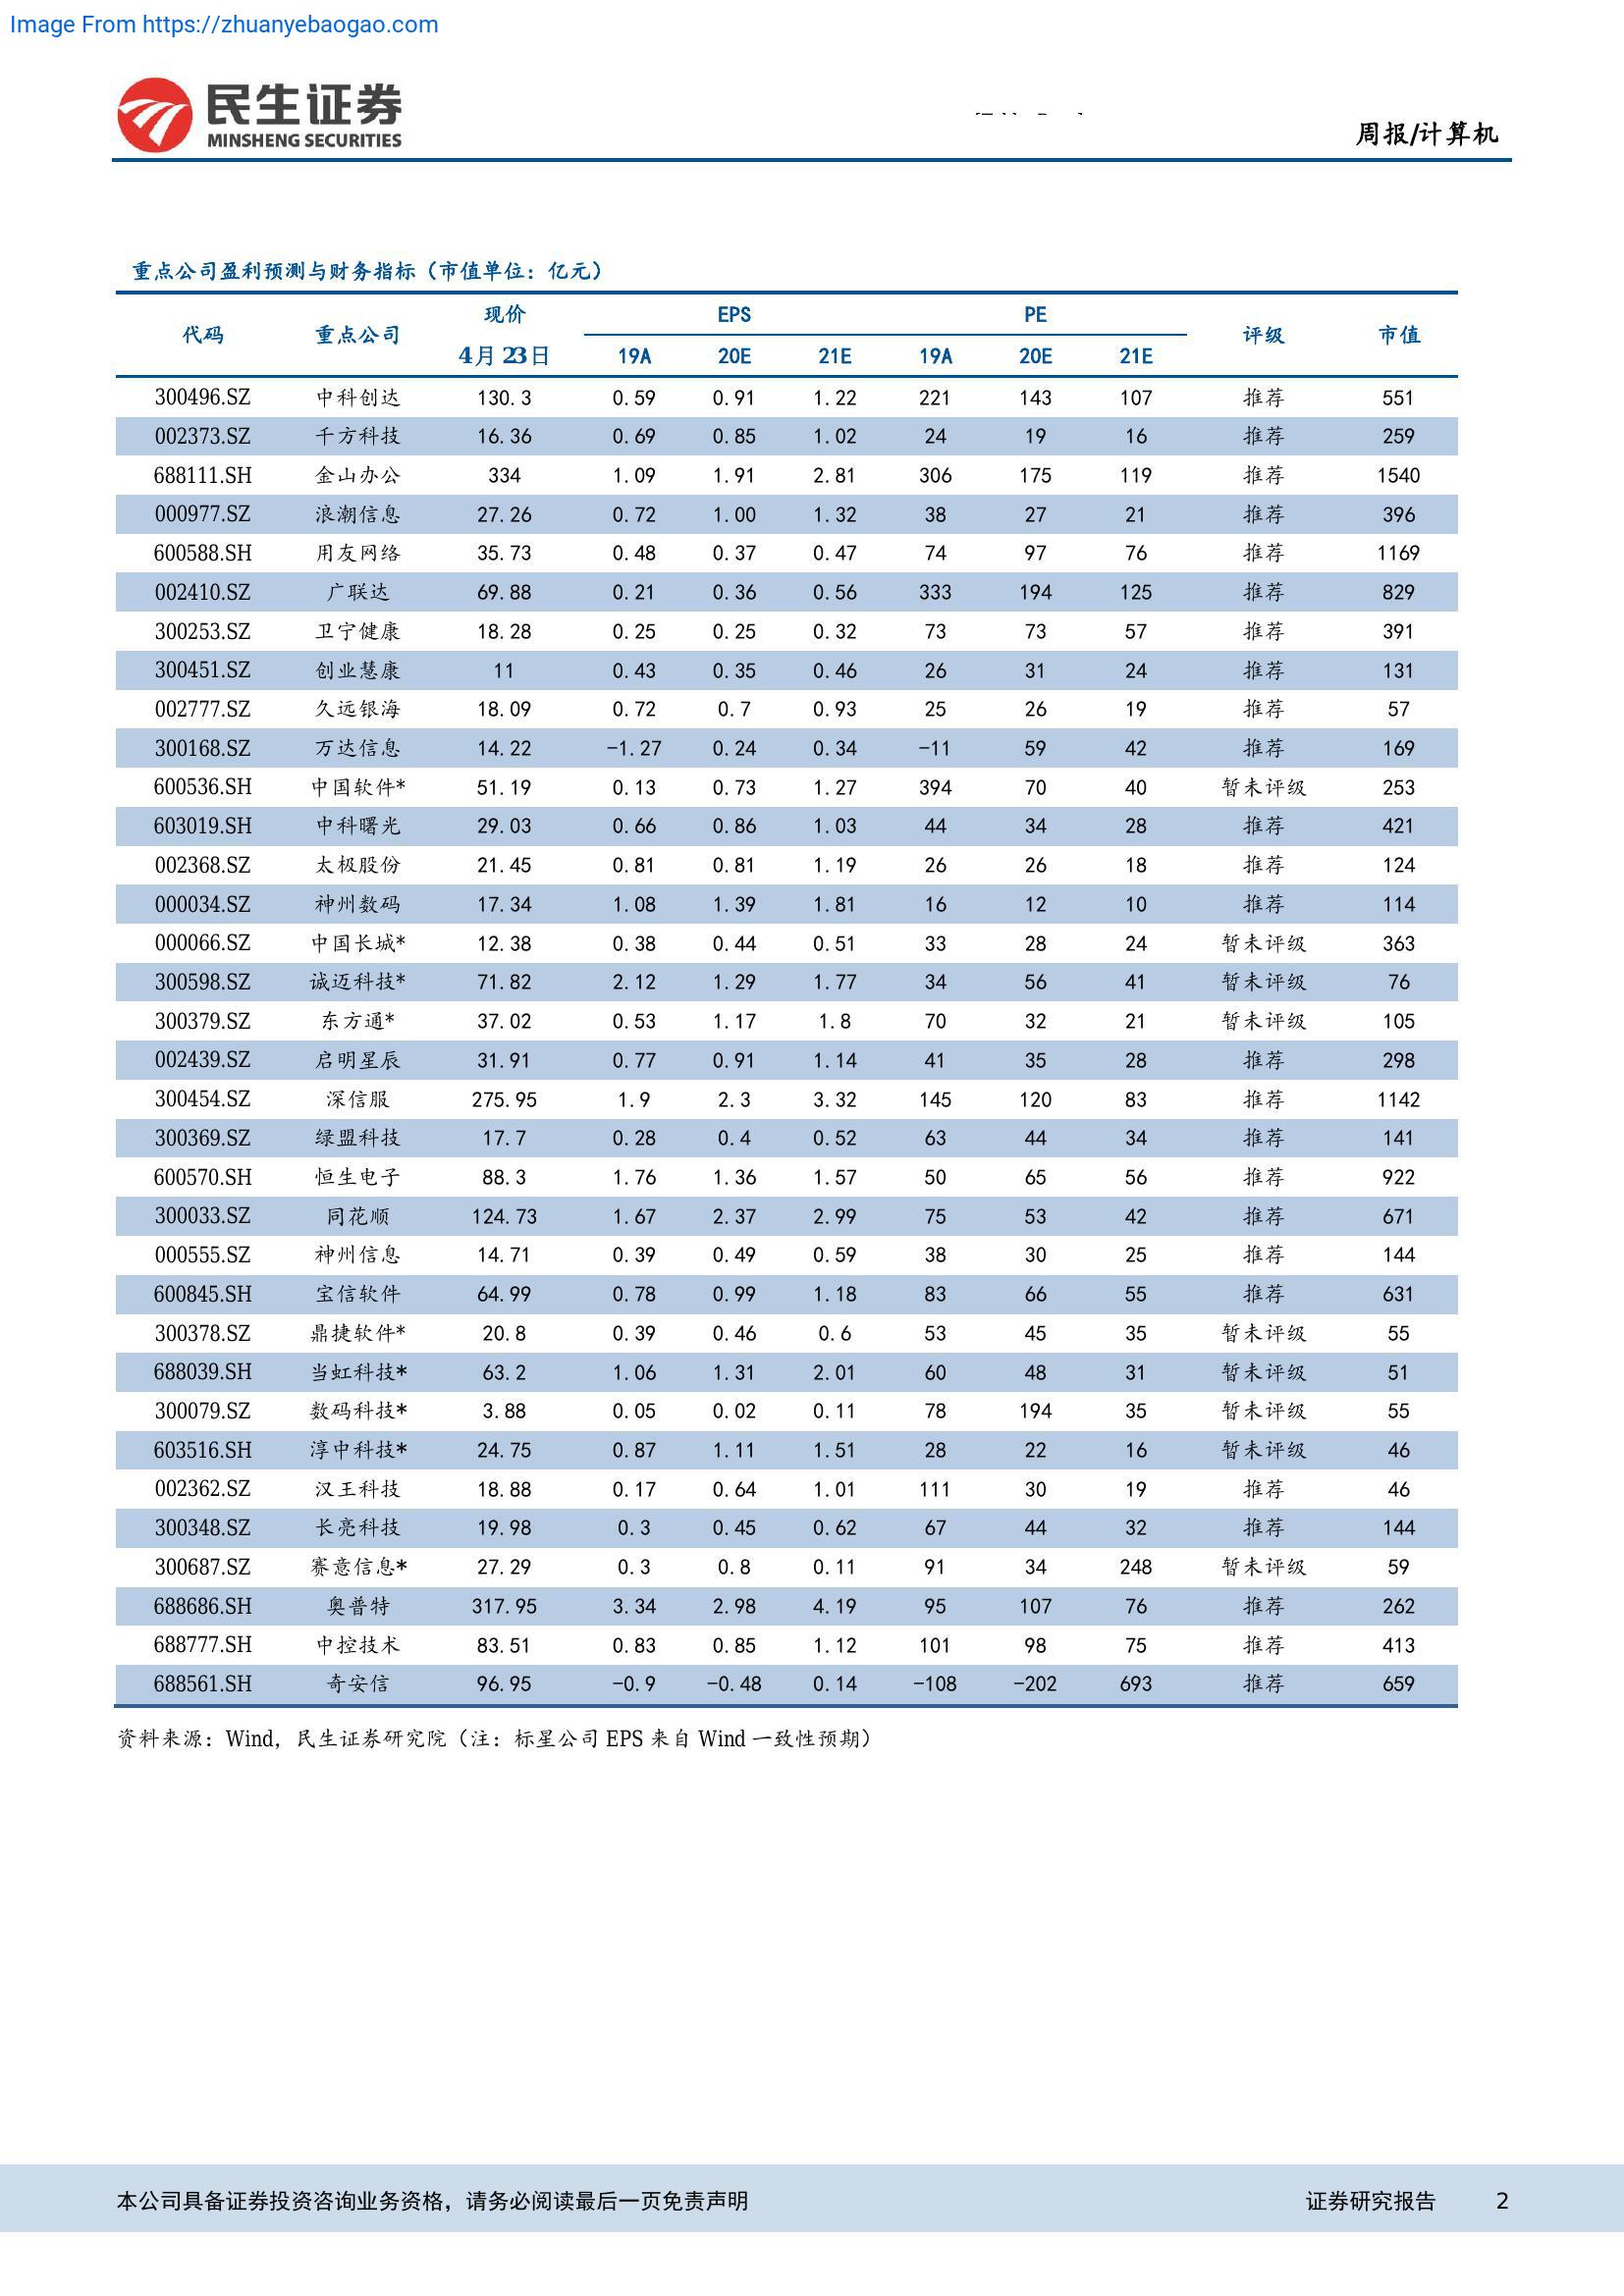 Image From https://zhuanyebaogao.com
民生证券
MINSHENG SECURITIES
周报/计算机
重点公司盈利预测与财务指标（市值单位：亿元）
代码 重点公司 现价 EPS PE 评级 市值
4月23日 19A 20E 21E 19A 20E 21E
300496.SZ 中科创达 130.3 0.59 0.91 1.22 221 143 107 推荐 551
002373.SZ 千方科技 16.36 0.69 0.85 1.02 24 19 16 推荐 259
688111.SH 金山办公 334 1.09 1.91 2.81 306 175 119 推荐 1540
000977.SZ 浪潮信息 27.26 0.72 1.00 1.32 38 27 21 推荐 396
600588.SH 用友网络 35.73 0.48 0.37 0.47 74 97 76 推荐 1169
002410.SZ 广联达 69.88 0.21 0.36 0.56 333 194 125 推荐 829
300253.SZ 卫宁健康 18.28 0.25 0.25 0.32 73 73 57 推荐 391
300451.SZ 创业慧康 11 0.43 0.35 0.46 26 31 24 推荐 131
002777.SZ 久远银海 18.09 0.72 0.7 0.93 25 26 19 推荐 57
300168.SZ 万达信息 14.22 -1.27 0.24 0.34 -11 59 42 推荐 169
600536.SH 中国软件* 51.19 0.13 0.73 1.27 394 70 40 暂未评级 253
603019.SH 中科曙光 29.03 0.66 0.86 1.03 44 34 28 推荐 421
002368.SZ 太极股份 21.45 0.81 0.81 1.19 26 26 18 推荐 124
000034.SZ 神州数码 17.34 1.08 1.39 1.81 16 12 10 推荐 114
000066.SZ 中国长城* 12.38 0.38 0.44 0.51 33 28 24 暂未评级 363
300598.SZ 诚迈科技* 71.82 2.12 1.29 1.77 34 56 41 暂未评级 76
300379.SZ 东方通* 37.02 0.53 1.17 1.8 70 32 21 暂未评级 105
002439.SZ 启明星辰 31.91 0.77 0.91 1.14 41 35 28 推荐 298
300454.SZ 深信服 275.95 1.9 2.3 3.32 145 120 83 推荐 1142
300369.SZ 绿盟科技 17.7 0.28 0.4 0.52 63 44 34 推荐 141
600570.SH 恒生电子 88.3 1.76 1.36 1.57 50 65 56 推荐 922
300033.SZ 同花顺 124.73 1.67 2.37 2.99 75 53 42 推荐 671
000555.SZ 神州信息 14.71 0.39 0.49 0.59 38 30 25 推荐 144
600845.SH 宝信软件 64.99 0.78 0.99 1.18 83 66 55 推荐 631
300378.SZ 鼎捷软件* 20.8 0.39 0.46 0.6 53 45 35 暂未评级 55
688039.SH 当虹科技* 63.2 1.06 1.31 2.01 60 48 31 暂未评级 51
300079.SZ 数码科技* 3.88 0.05 0.02 0.11 78 194 35 暂未评级 55
603516.SH 淳中科技* 24.75 0.87 1.11 1.51 28 22 16 暂未评级 46
002362.SZ 汉王科技 18.88 0.17 0.64 1.01 111 30 19 推荐 46
300348.SZ 长亮科技 19.98 0.3 0.45 0.62 67 44 32 推荐 144
300687.SZ 赛意信息* 27.29 0.3 0.8 0.11 91 34 248 暂未评级 59
688686.SH 奥普特 317.95 3.34 2.98 4.19 95 107 76 推荐 262
688777.SH 中控技术 83.51 0.83 0.85 1.12 101 98 75 推荐 413
688561.SH 奇安信 96.95 -0.9 -0.48 0.14 -108 -202 693 推荐 659
资料来源：Wind，民生证券研究院（注：标星公司 EPS 来自 Wind 一致性预期）
本公司具备证券投资咨询业务资格，请务必阅读最后一页免责声明 证券研究报告 2